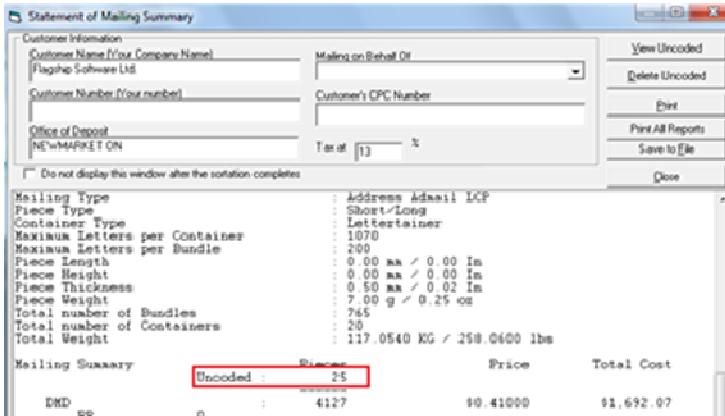 Statement of Mailing Summary
Customer Information
Customer Name (Your Company Name)
Flagship Software Ltd.
Mailing on Behalf Of
Customer Number (Your number)
Customer's CPC Number
Office of Deposit
NEWMARKET ON
Tax at 13 %
Do not display this window after the sortation completes
View Uncoded
Delete Uncoded
Print
Print All Reports
Save to File
Close
Mailing Type : Address Admail LCP
Piece Type : Short/Long
Container Type : Lettertainer
Maximum Letters per Container : 1070
Maximum Letters per Bundle : 200
Piece Length : 0.00 mm / 0.00 In
Piece Height : 0.00 mm / 0.00 In
Piece Thickness : 0.50 mm / 0.02 In
Piece Weight : 7.00 g / 0.25 oz
Total number of Bundles : 765
Total number of Containers : 20
Total Weight : 117.0540 KG / 258.0600 lbs
Mailing Summary Pieces Price Total Cost
Uncoded : 25
DMD : 4127 $0.41000 $1,692.07